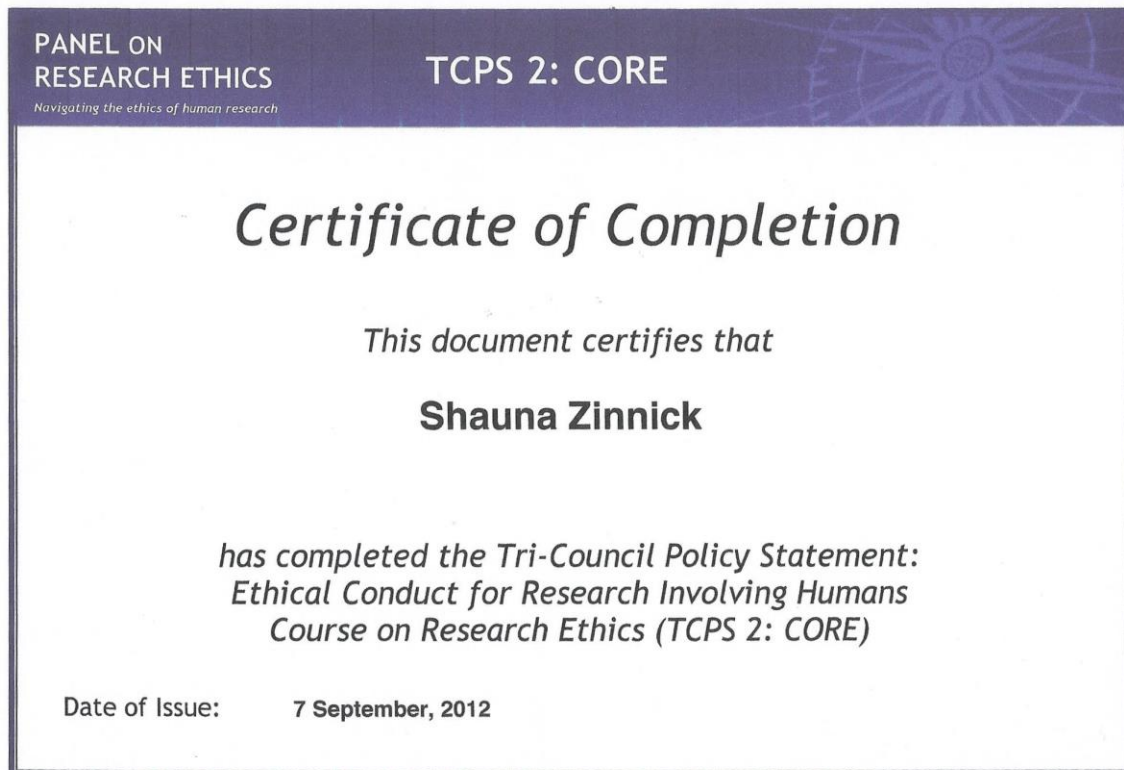 PANEL ON
RESEARCH ETHICS
Navigating the ethics of human research
TCPS 2: CORE
Certificate of Completion
This document certifies that
Shauna Zinnick
has completed the Tri-Council Policy Statement:
Ethical Conduct for Research Involving Humans
Course on Research Ethics (TCPS 2: CORE)
Date of Issue: 7 September, 2012